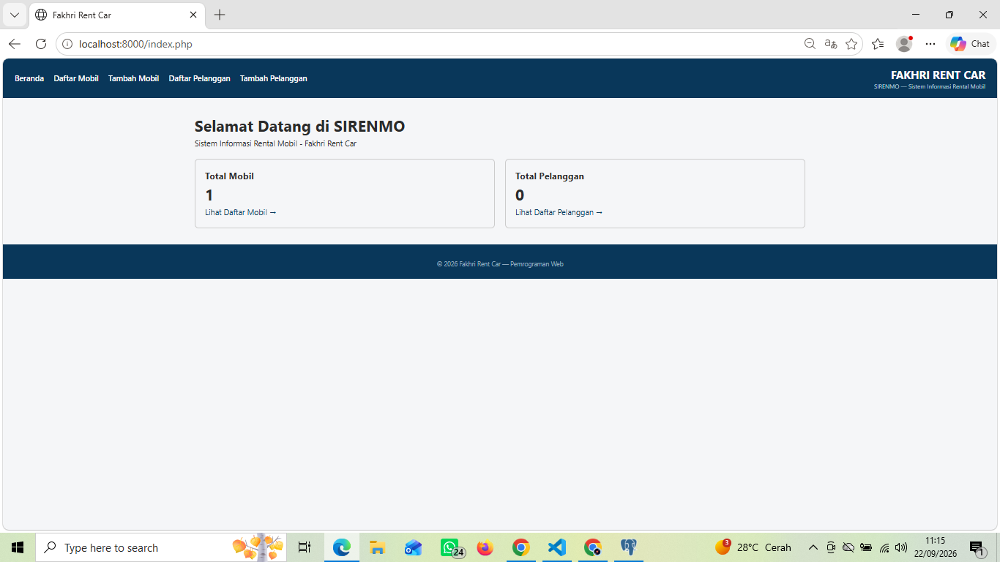 Fakhri Rent Car
localhost:8000/index.php
Chat
Beranda Daftar Mobil Tambah Mobil Daftar Pelanggan Tambah Pelanggan
FAKHRI RENT CAR
SIRENMO — Sistem Informasi Rental Mobil
Selamat Datang di SIRENMO
Sistem Informasi Rental Mobil - Fakhri Rent Car
Total Mobil
1
Lihat Daftar Mobil →
Total Pelanggan
0
Lihat Daftar Pelanggan →
© 2026 Fakhri Rent Car — Pemrograman Web
Type here to search
24
3
28°C Cerah
11:15
22/09/2026
1